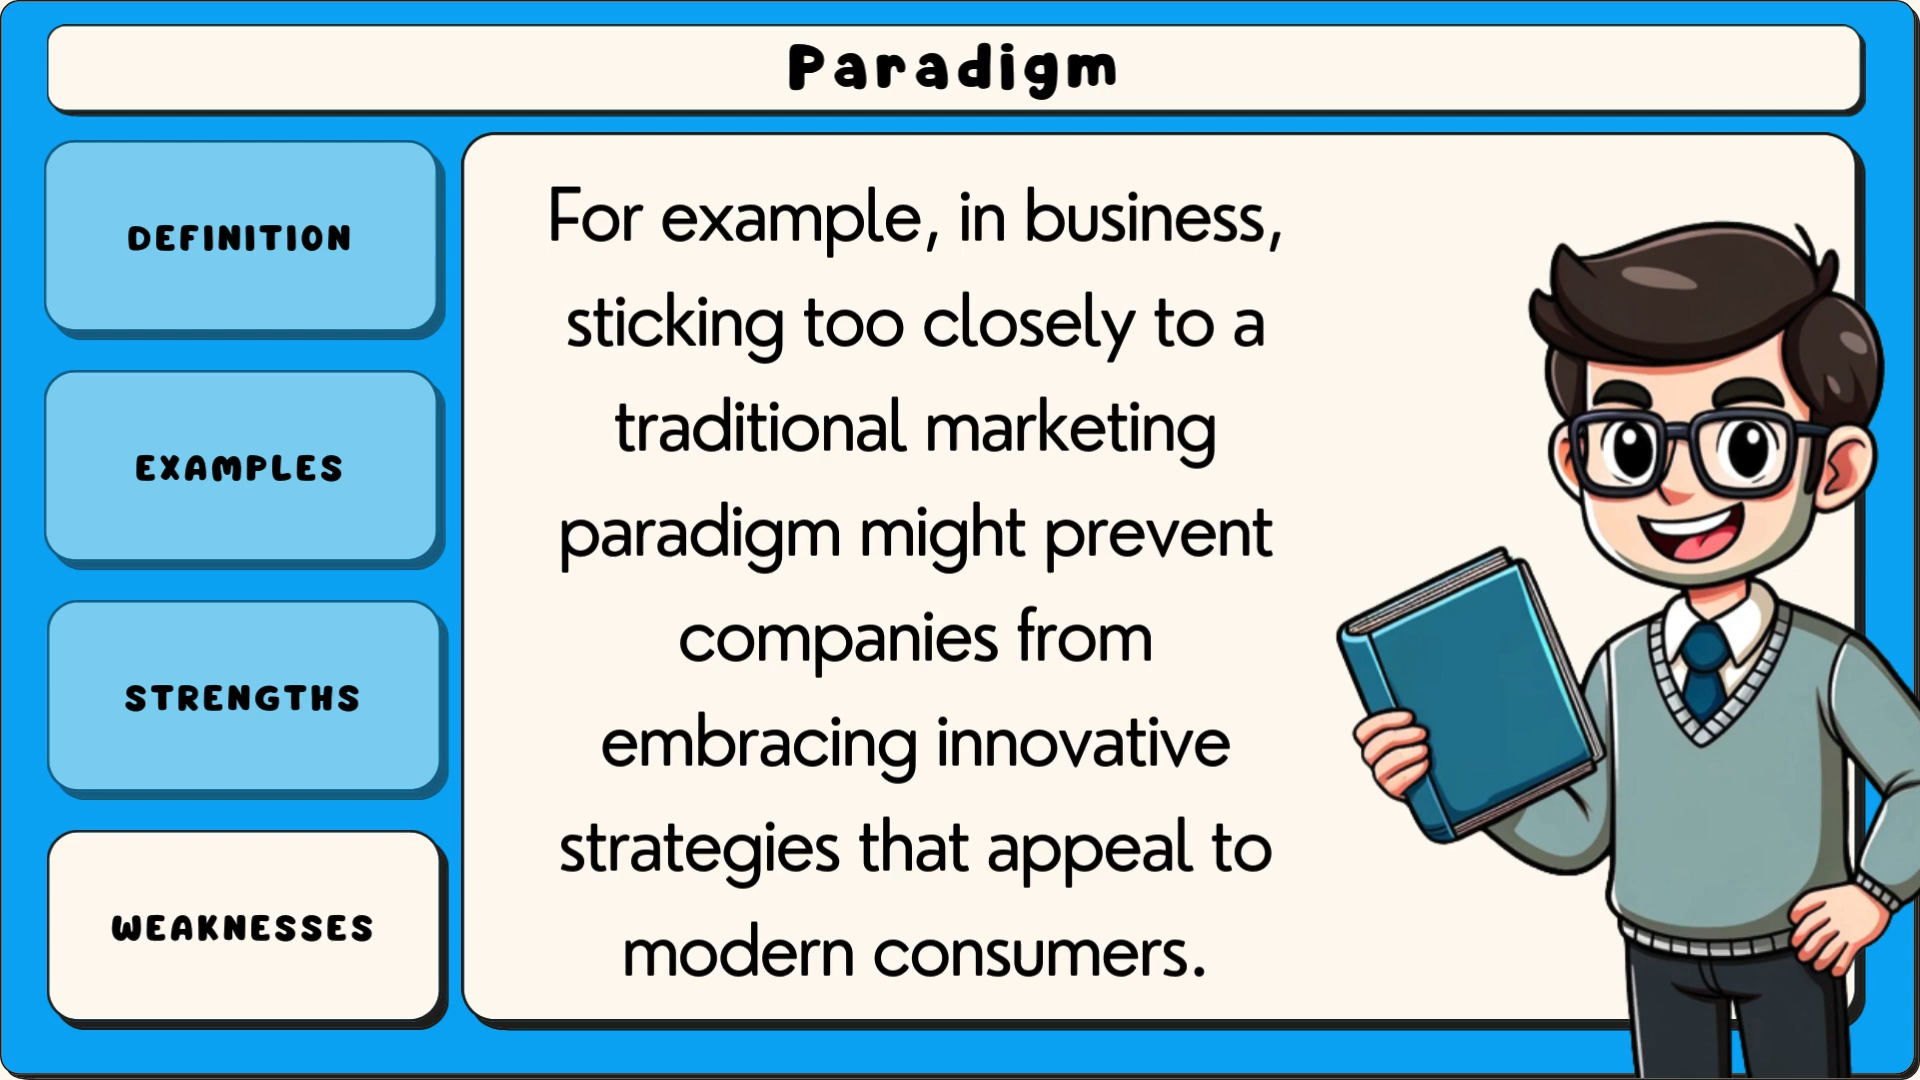 Paradigm
DEFINITION
EXAMPLES
STRENGTHS
WEAKNESSES
For example, in business,
sticking too closely to a
traditional marketing
paradigm might prevent
companies from
embracing innovative
strategies that appeal to
modern consumers.